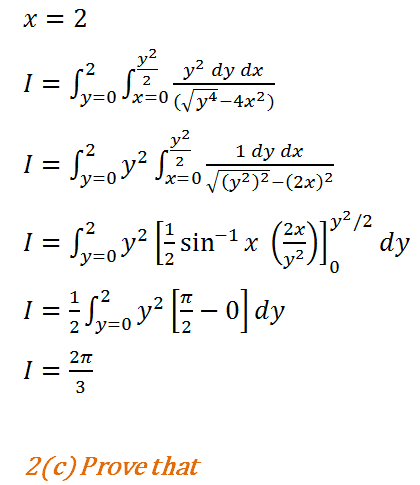 x = 2
I = ∫_{y=0}^{2} ∫_{x=0}^{y²/2} y² dy dx / (√y⁴−4x²)
I = ∫_{y=0}^{2} y² ∫_{x=0}^{y²/2} 1 dy dx / √(y²)²−(2x)²
I = ∫_{y=0}^{2} y² [1/2 sin⁻¹ x (2x/y²)]_{0}^{y²/2} dy
I = 1/2 ∫_{y=0}^{2} y² [π/2 − 0] dy
I = 2π/3
2(c) Prove that